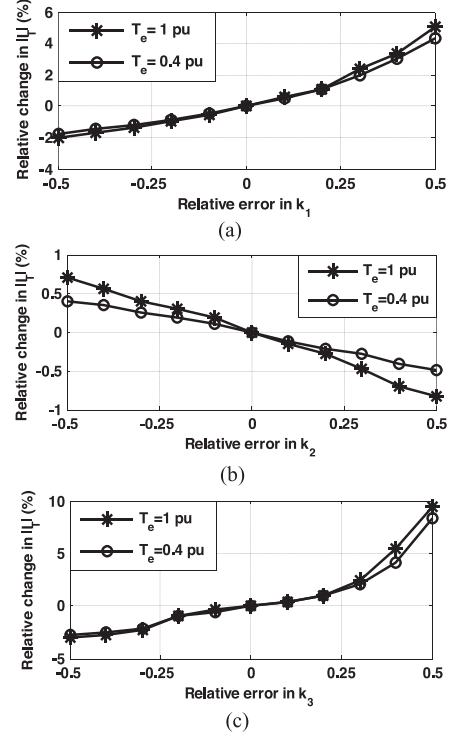 6
4
2
0
-2
-4
Relative change in |I_T| (%)
T_e= 1 pu
T_e= 0.4 pu
-0.5 -0.25 0 0.25 0.5
Relative error in k_1
(a)
1
0.5
0
-0.5
-1
Relative change in |I_T| (%)
T_e=1 pu
T_e=0.4 pu
-0.5 -0.25 0 0.25 0.5
Relative error in k_2
(b)
10
5
0
-5
Relative change in |I_T| (%)
T_e=1 pu
T_e=0.4 pu
-0.5 -0.25 0 0.25 0.5
Relative error in k_3
(c)